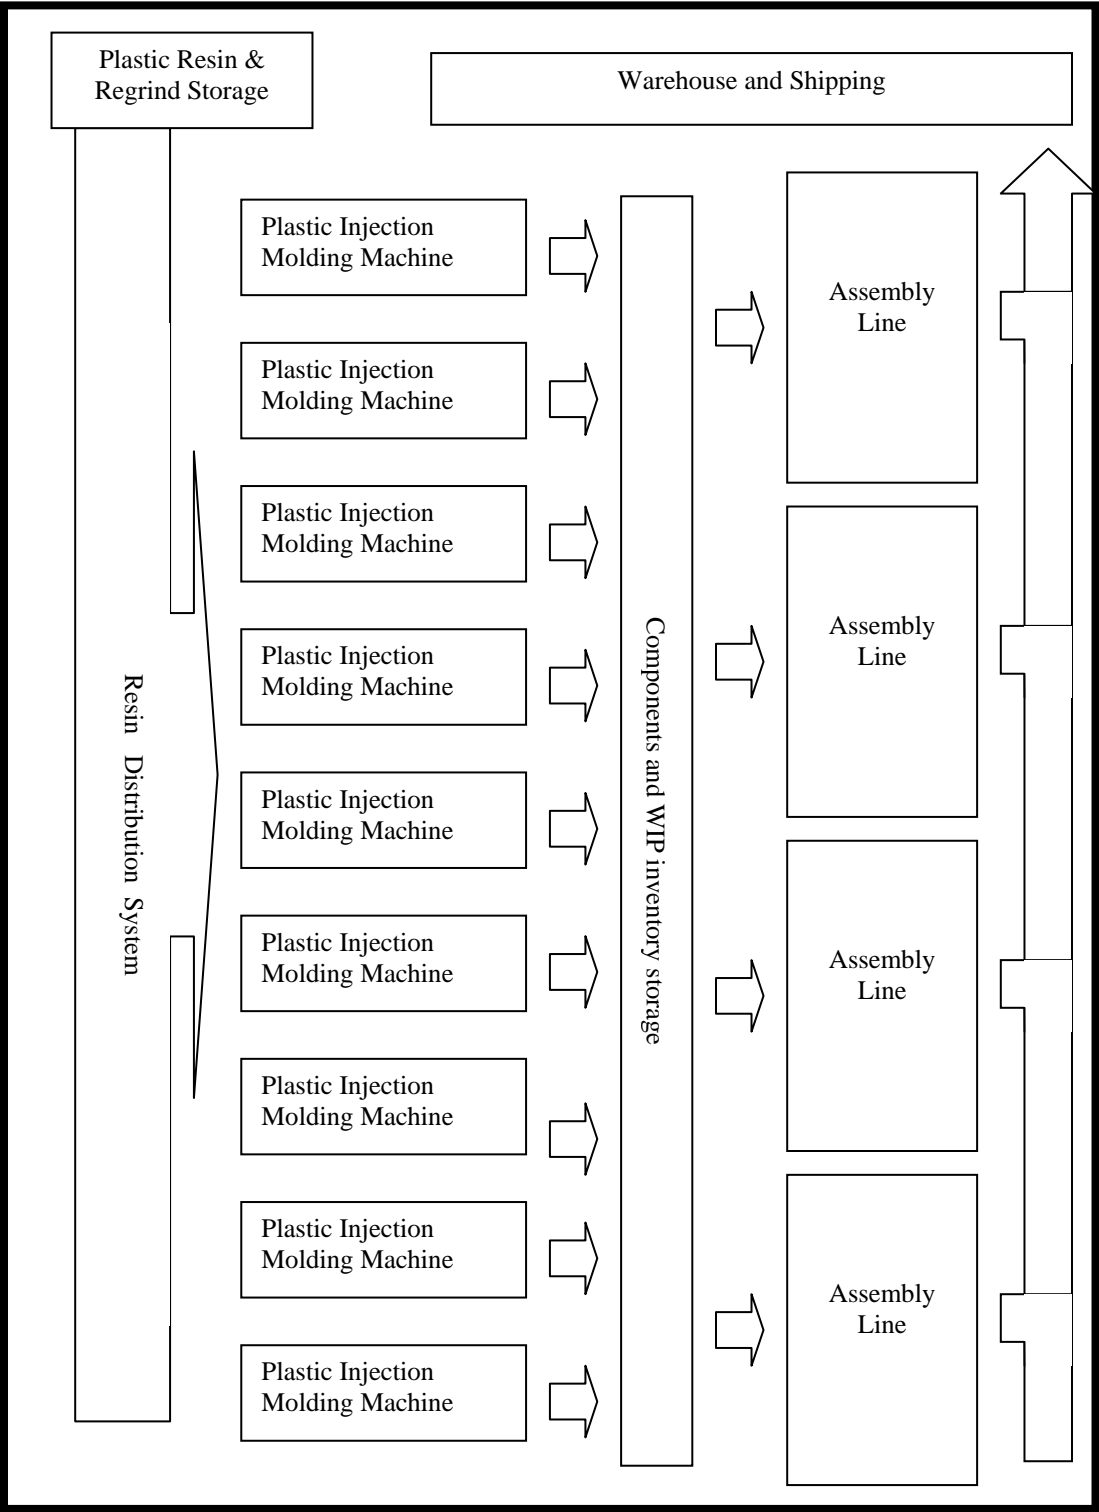 Plastic Resin &
Regrind Storage
Warehouse and Shipping
Resin Distribution System
Plastic Injection
Molding Machine
Plastic Injection
Molding Machine
Plastic Injection
Molding Machine
Plastic Injection
Molding Machine
Plastic Injection
Molding Machine
Plastic Injection
Molding Machine
Plastic Injection
Molding Machine
Plastic Injection
Molding Machine
Plastic Injection
Molding Machine
Components and WIP inventory storage
Assembly
Line
Assembly
Line
Assembly
Line
Assembly
Line